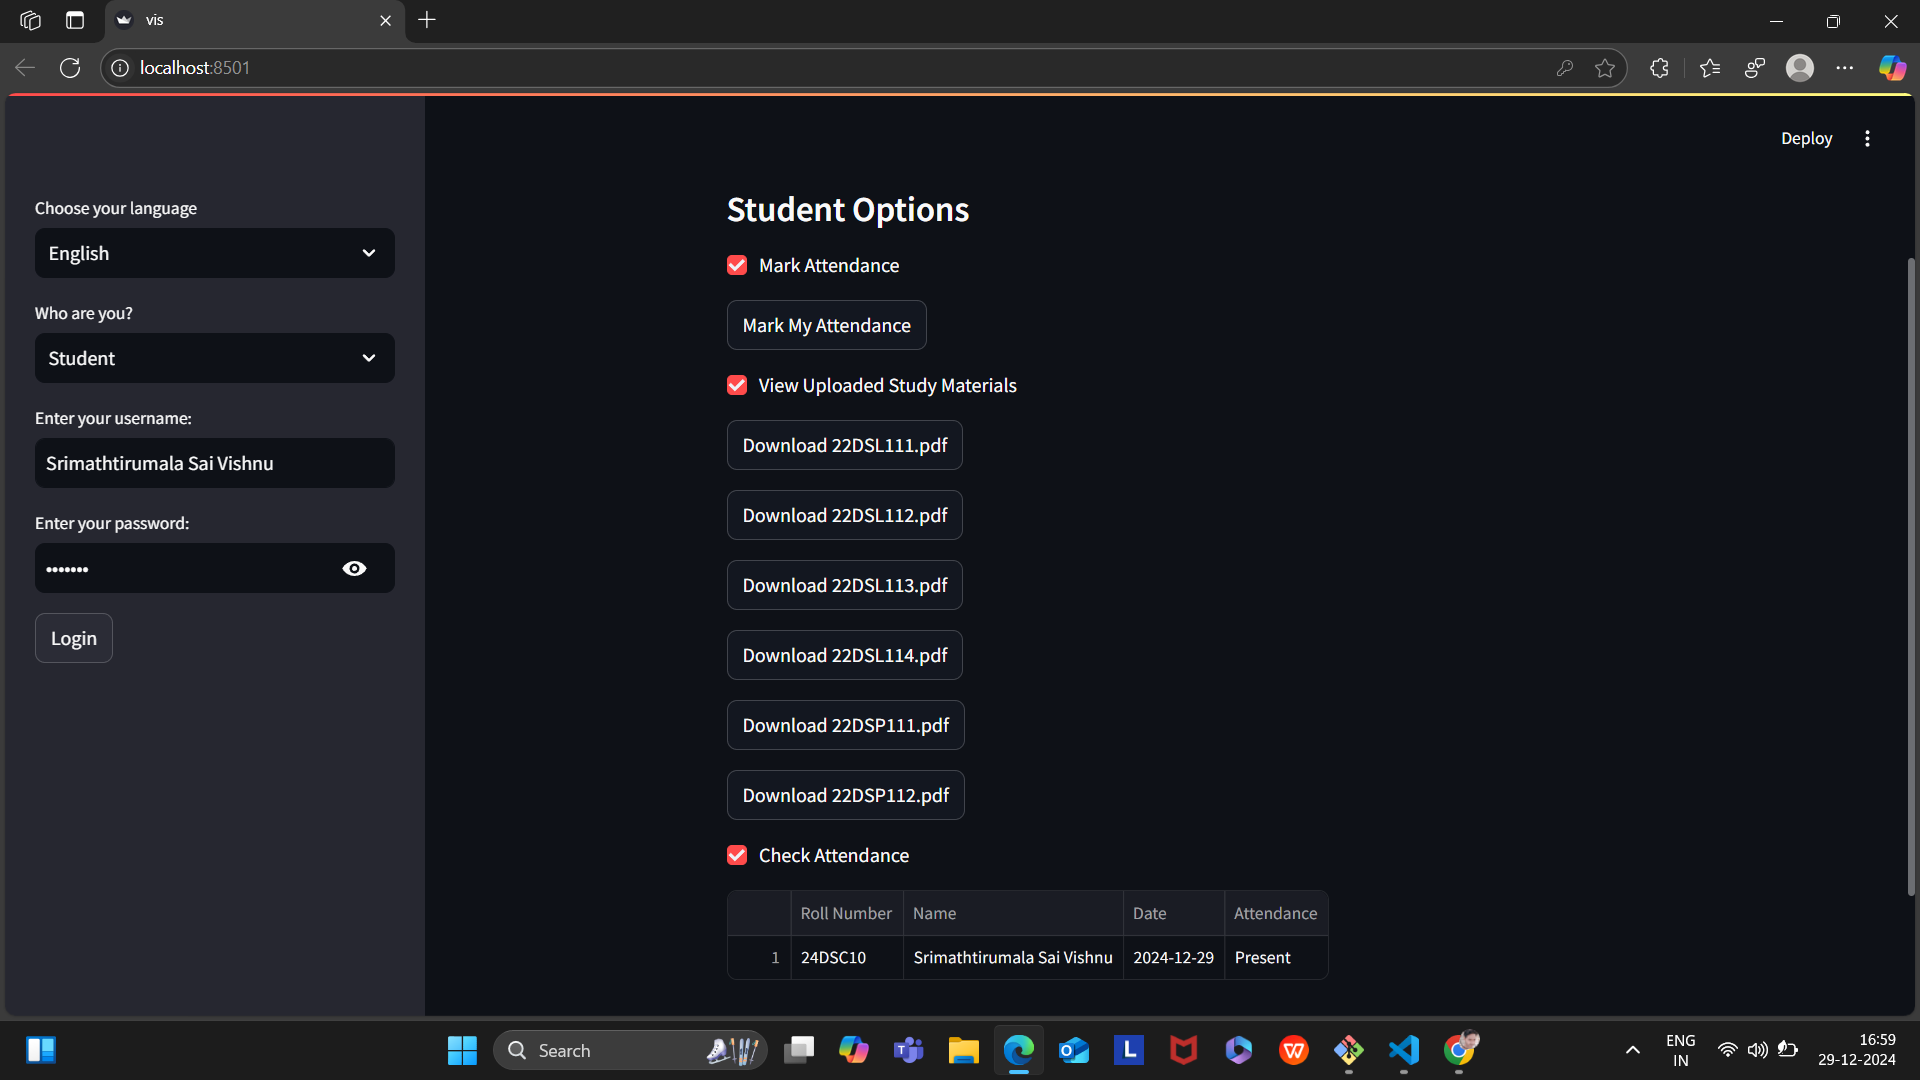 vis
localhost:8501
Deploy
Choose your language
English
Who are you?
Student
Enter your username:
Srimathtirumala Sai Vishnu
Enter your password:
•••••••
Login
Student Options
Mark Attendance
Mark My Attendance
View Uploaded Study Materials
Download 22DSL111.pdf
Download 22DSL112.pdf
Download 22DSL113.pdf
Download 22DSL114.pdf
Download 22DSP111.pdf
Download 22DSP112.pdf
Check Attendance
Roll Number Name Date Attendance
1 24DSC10 Srimathtirumala Sai Vishnu 2024-12-29 Present
Search
L
W
ENG
IN
16:59
29-12-2024